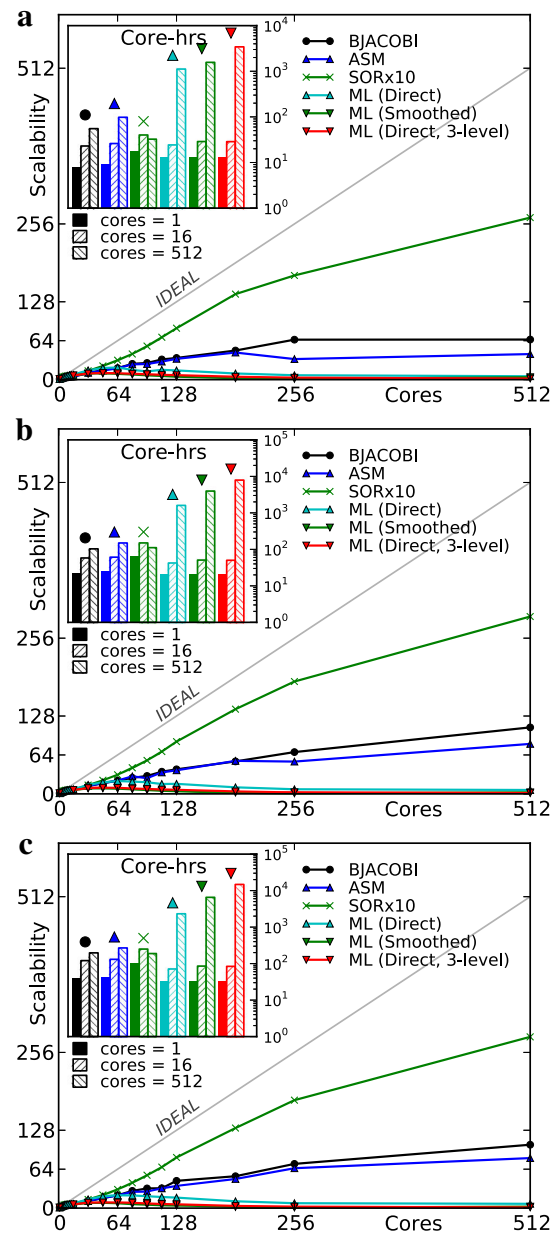 a
Core-hrs
10^4
10^3
10^2
10^1
10^0
BJACOBI
ASM
SORx10
ML (Direct)
ML (Smoothed)
ML (Direct, 3-level)
cores = 1
cores = 16
cores = 512
IDEAL
Scalability
512
256
128
64
0
0 64 128 256 Cores 512
b
Core-hrs
10^5
10^4
10^3
10^2
10^1
10^0
BJACOBI
ASM
SORx10
ML (Direct)
ML (Smoothed)
ML (Direct, 3-level)
cores = 1
cores = 16
cores = 512
IDEAL
Scalability
512
256
128
64
0
0 64 128 256 Cores 512
c
Core-hrs
10^5
10^4
10^3
10^2
10^1
10^0
BJACOBI
ASM
SORx10
ML (Direct)
ML (Smoothed)
ML (Direct, 3-level)
cores = 1
cores = 16
cores = 512
IDEAL
Scalability
512
256
128
64
0
0 64 128 256 Cores 512